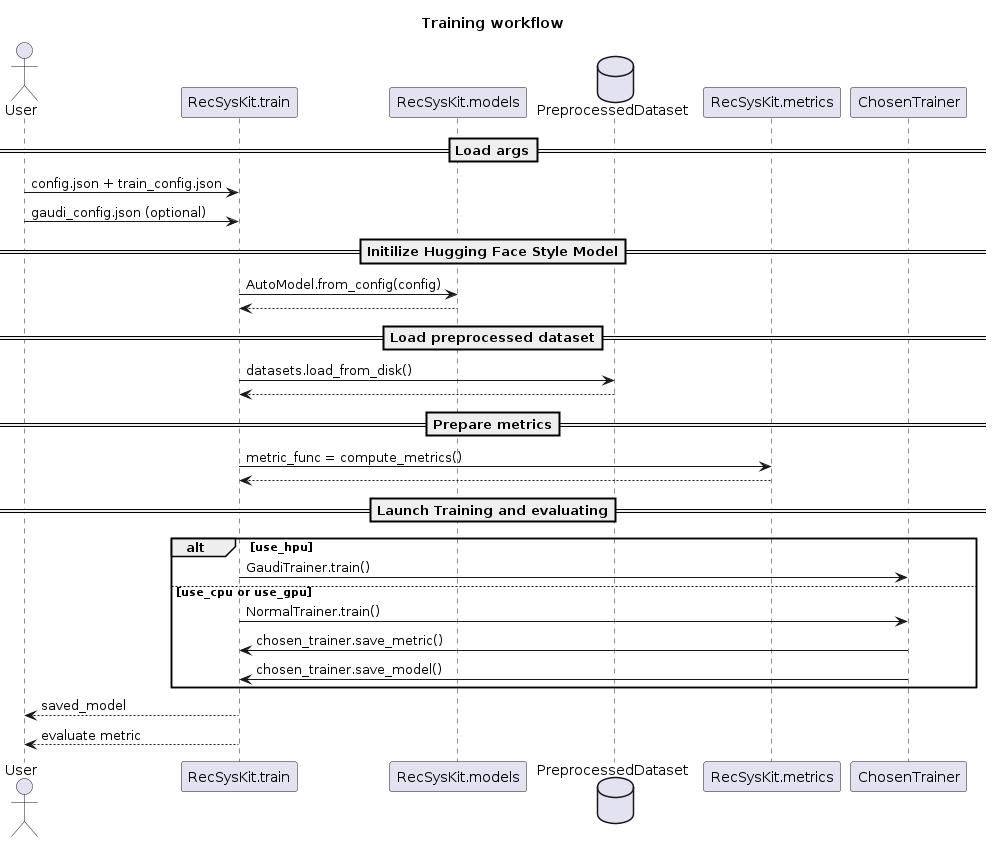 Training workflow
User
RecSysKit.train
RecSysKit.models
PreprocessedDataset
RecSysKit.metrics
ChosenTrainer
Load args
config.json + train_config.json
gaudi_config.json (optional)
Initilize Hugging Face Style Model
AutoModel.from_config(config)
Load preprocessed dataset
datasets.load_from_disk()
Prepare metrics
metric_func = compute_metrics()
Launch Training and evaluating
alt [use_hpu]
GaudiTrainer.train()
[use_cpu or use_gpu]
NormalTrainer.train()
chosen_trainer.save_metric()
chosen_trainer.save_model()
saved_model
evaluate metric
User
RecSysKit.train
RecSysKit.models
PreprocessedDataset
RecSysKit.metrics
ChosenTrainer